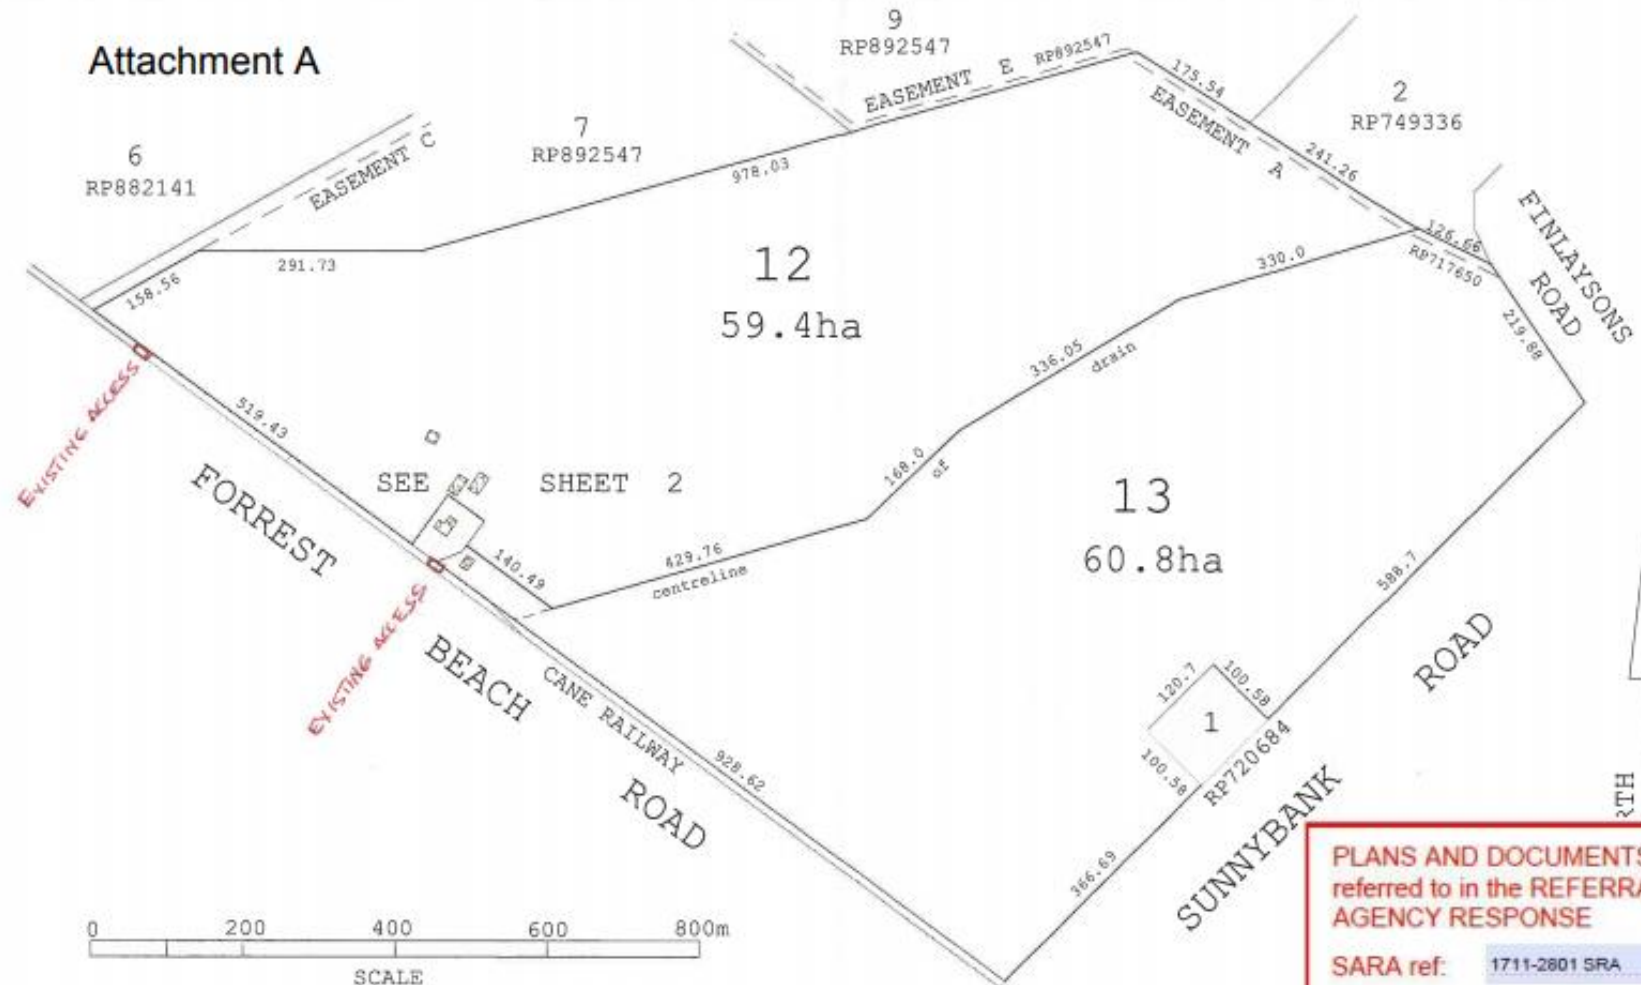 Attachment A
9
RP892547
EASEMENT E RP892547
175.54
2
RP749336
EASEMENT A
241.26
7
RP892547
6
RP882141
EASEMENT C
978.03
158.56
291.73
12
59.4ha
330.0
126.66
RP717650
FINLAYSONS
ROAD
219.88
336.05
drain
EXISTING ACCESS
519.43
FORREST
SEE SHEET 2
168.0
of
13
60.8ha
140.49
429.76
centreline
588.7
EXISTING ACCESS
BEACH
CANE RAILWAY
928.62
ROAD
120.7
100.58
1
100.58
RP720684
ROAD
SUNNYBANK
366.69
RTH
0 200 400 600 800m
SCALE
PLANS AND DOCUMENTS
referred to in the REFERRA
AGENCY RESPONSE
SARA ref: 1711-2801 SRA